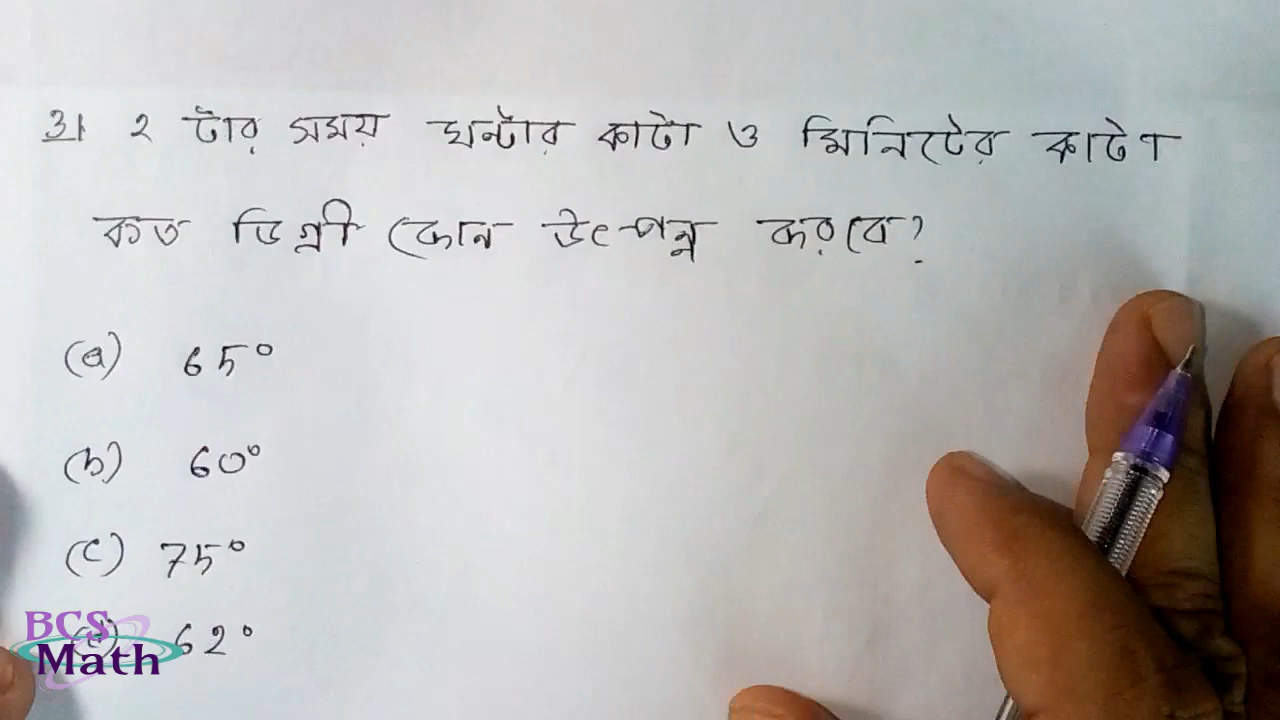 ৩। ২ টার সময় ঘন্টার কাটা ও মিনিটের কাটা
কত ডিগ্রী কোন উৎপন্ন করবে?
(a) 65°
(b) 60°
(c) 75°
(d) 62°
BCS
Math